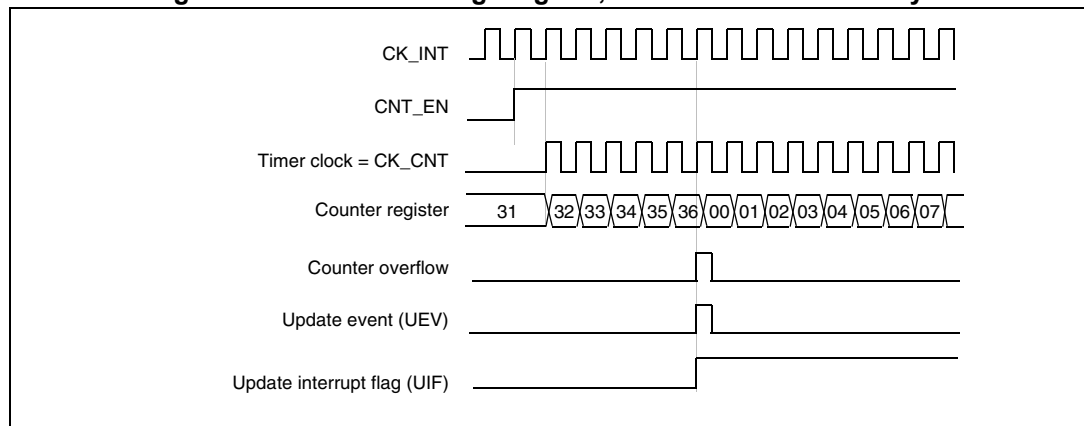 CK_INT
CNT_EN
Timer clock = CK_CNT
Counter register 31 32 33 34 35 36 00 01 02 03 04 05 06 07
Counter overflow
Update event (UEV)
Update interrupt flag (UIF)